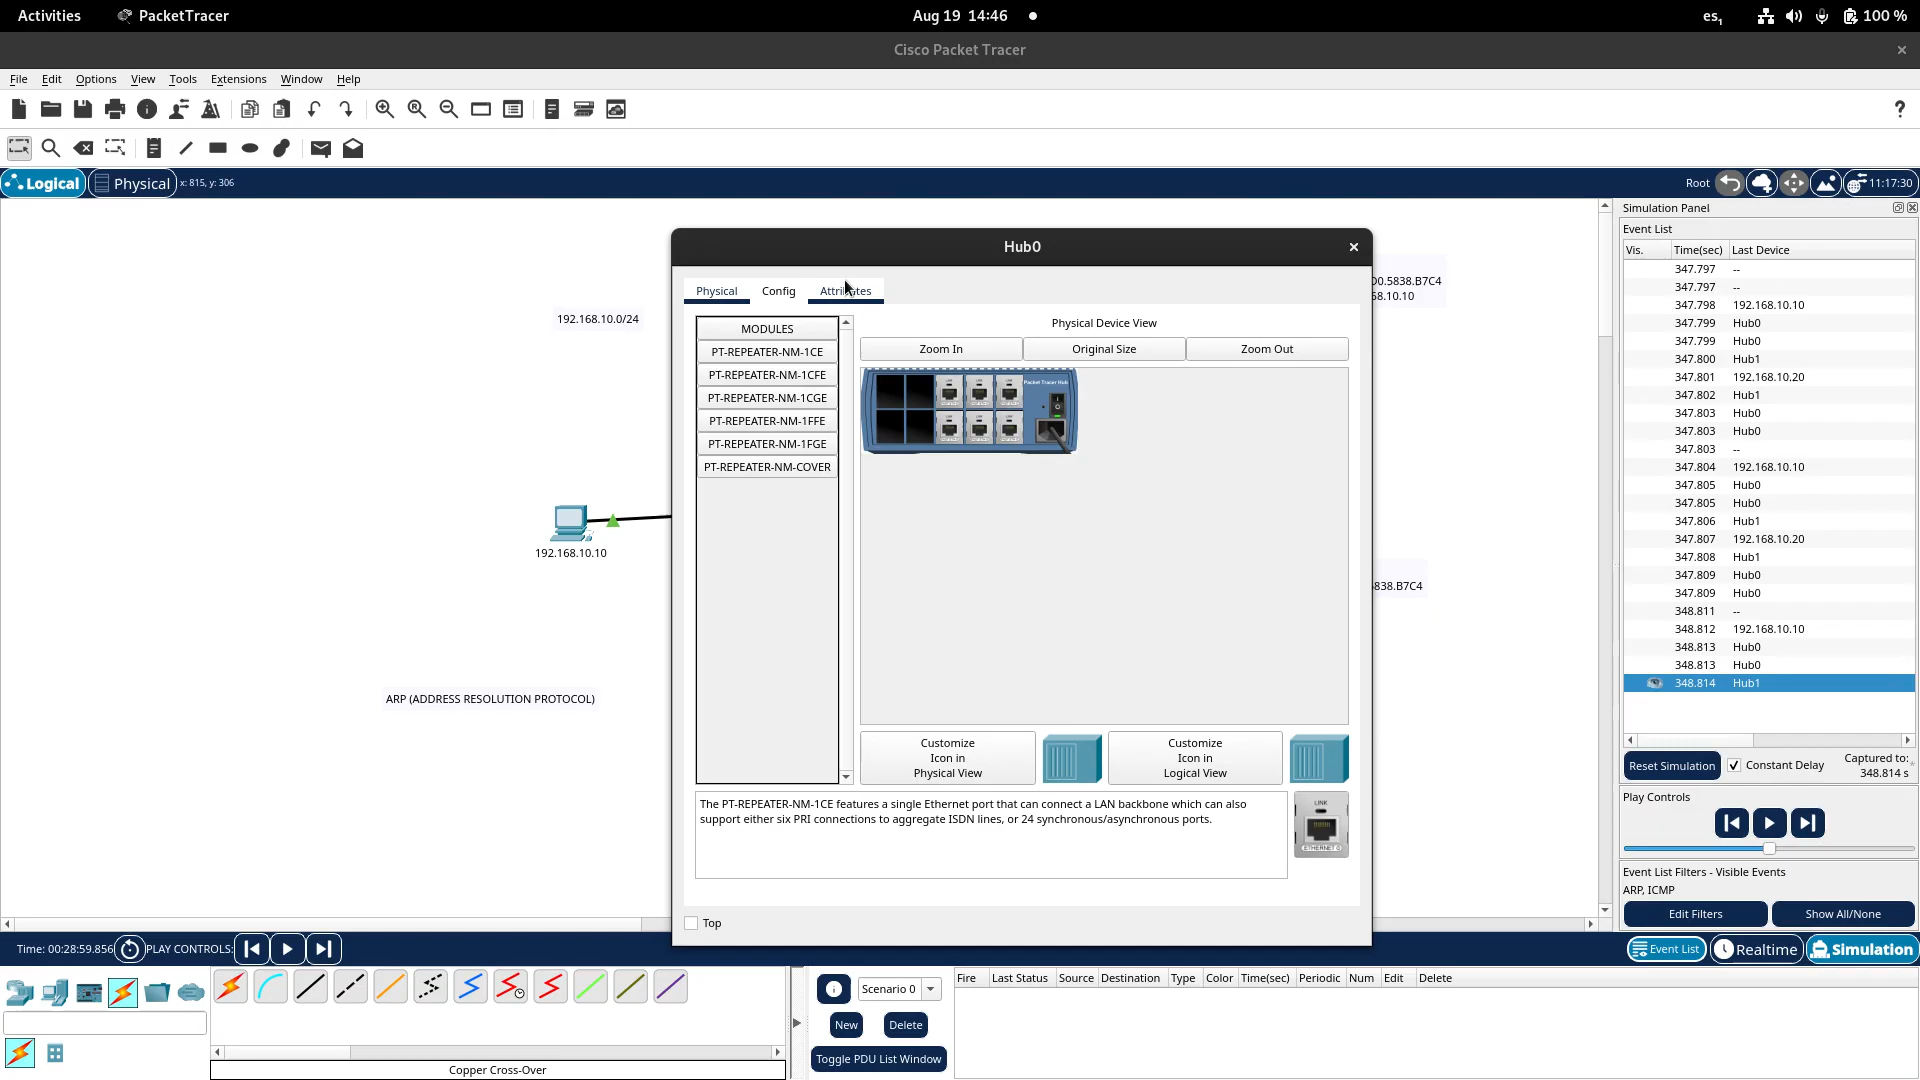 Activities
PacketTracer
Aug 19 14:46
es₁
100 %
Cisco Packet Tracer
File Edit Options View Tools Extensions Window Help
Logical
Physical
x: 815, y: 306
Root
11:17:30
Hub0
Physical
Config
Attributes
MODULES
PT-REPEATER-NM-1CE
PT-REPEATER-NM-1CFE
PT-REPEATER-NM-1CGE
PT-REPEATER-NM-1FFE
PT-REPEATER-NM-1FGE
PT-REPEATER-NM-COVER
Physical Device View
Zoom In
Original Size
Zoom Out
Packet Tracer Hub
Customize
Icon in
Physical View
Customize
Icon in
Logical View
The PT-REPEATER-NM-1CE features a single Ethernet port that can connect a LAN backbone which can also
support either six PRI connections to aggregate ISDN lines, or 24 synchronous/asynchronous ports.
LINK
Top
192.168.10.0/24
192.168.10.10
ARP (ADDRESS RESOLUTION PROTOCOL)
0.5838.B7C4
8.10.10
838.B7C4
Simulation Panel
Event List
Vis. Time(sec) Last Device
347.797 --
347.797 --
347.798 192.168.10.10
347.799 Hub0
347.799 Hub0
347.800 Hub1
347.801 192.168.10.20
347.802 Hub1
347.803 Hub0
347.803 Hub0
347.803 --
347.804 192.168.10.10
347.805 Hub0
347.805 Hub0
347.806 Hub1
347.807 192.168.10.20
347.808 Hub1
347.809 Hub0
347.809 Hub0
348.811 --
348.812 192.168.10.10
348.813 Hub0
348.813 Hub0
348.814 Hub1
Reset Simulation
Constant Delay
Captured to:
348.814 s
Play Controls
Event List Filters - Visible Events
ARP, ICMP
Edit Filters
Show All/None
Time: 00:28:59.856
PLAY CONTROLS:
Event List
Realtime
Simulation
Scenario 0
New
Delete
Toggle PDU List Window
Fire Last Status Source Destination Type Color Time(sec) Periodic Num Edit Delete
Copper Cross-Over